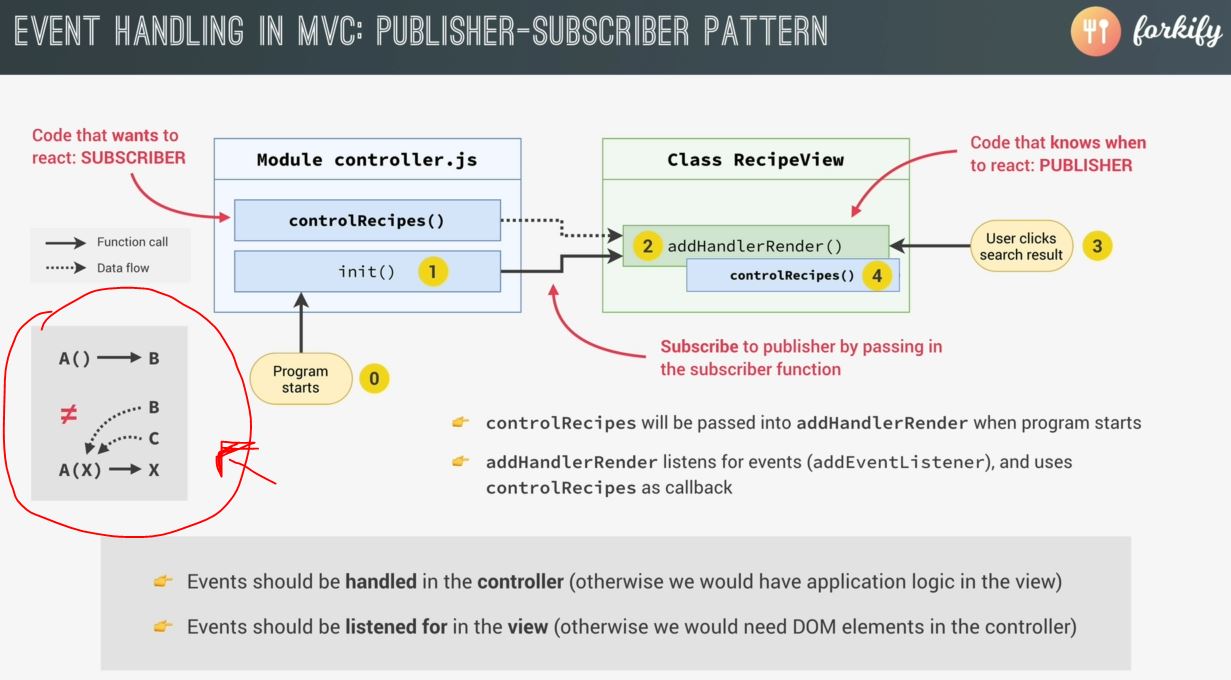 EVENT HANDLING IN MVC: PUBLISHER-SUBSCRIBER PATTERN
forkify
Code that wants to
react: SUBSCRIBER
Module controller.js
controlRecipes()
init() 1
Class RecipeView
2 addHandlerRender()
controlRecipes() 4
Code that knows when
to react: PUBLISHER
User clicks
search result
3
Function call
Data flow
A() B
≠
B
C
A(X) X
Program
starts
0
Subscribe to publisher by passing in
the subscriber function
👉 controlRecipes will be passed into addHandlerRender when program starts
👉 addHandlerRender listens for events (addEventListener), and uses
controlRecipes as callback
👉 Events should be handled in the controller (otherwise we would have application logic in the view)
👉 Events should be listened for in the view (otherwise we would need DOM elements in the controller)